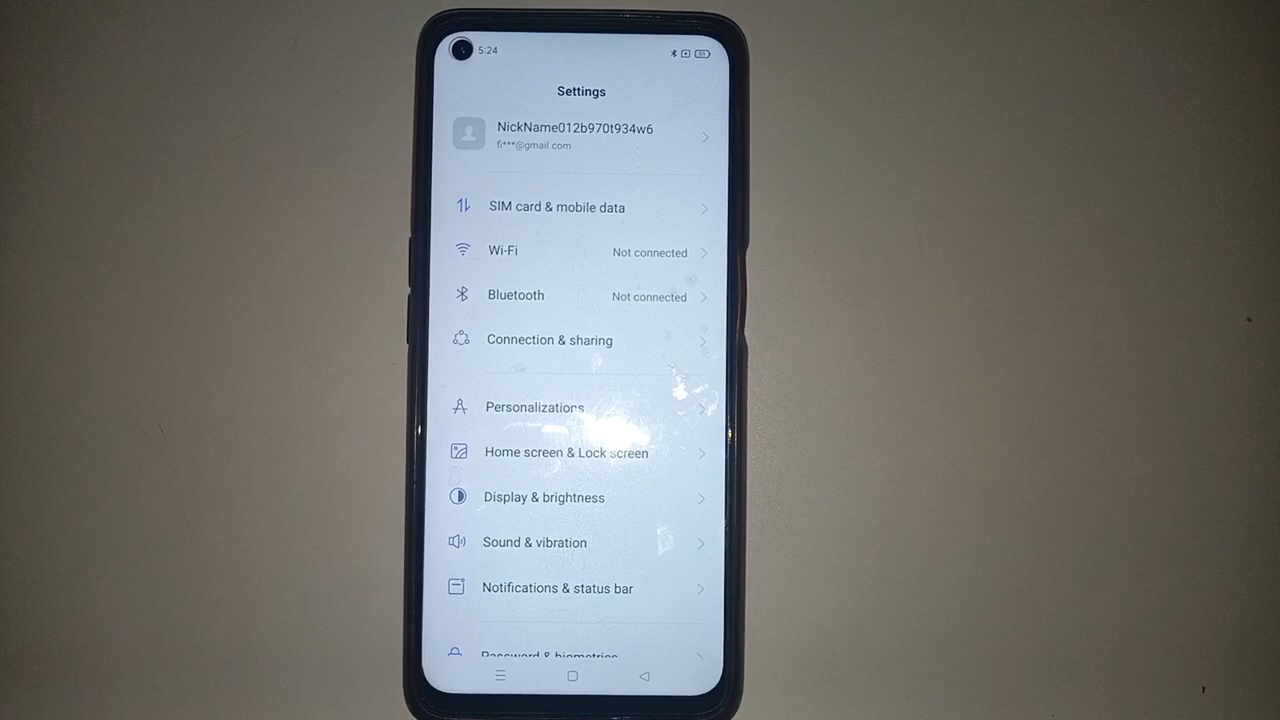 5:24
Settings
NickName012b970t934w6
fi***@gmail.com
SIM card & mobile data
Wi-Fi Not connected
Bluetooth Not connected
Connection & sharing
Personalizations
Home screen & Lock screen
Display & brightness
Sound & vibration
Notifications & status bar
Password & biometrics